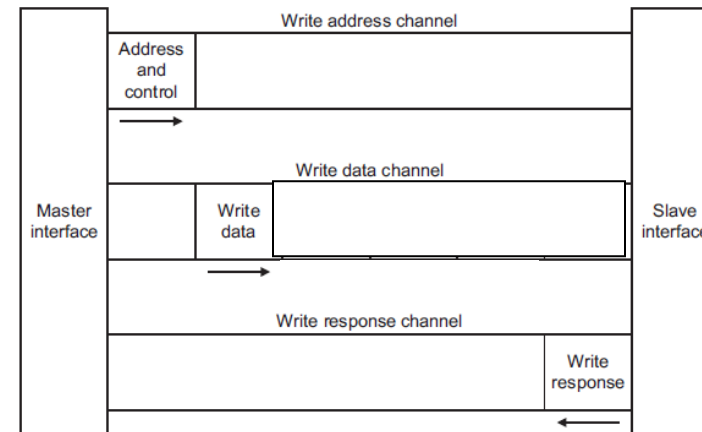 Write address channel
Address
and
control
Write data channel
Master
interface
Write
data
Slave
interface
Write response channel
Write
response